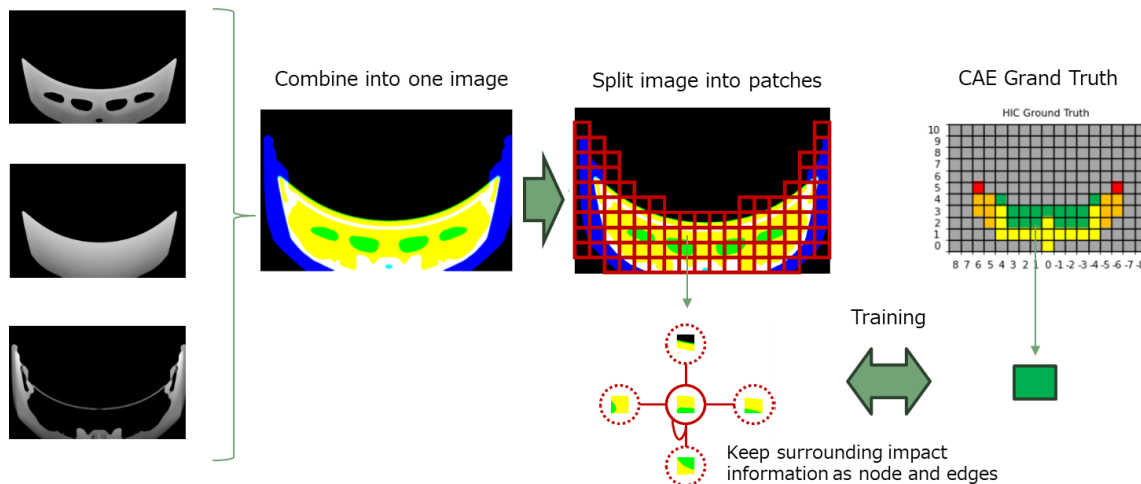 Combine into one image
Split image into patches
CAE Grand Truth
HIC Ground Truth
10
9
8
7
6
5
4
3
2
1
0
8 7 6 5 4 3 2 1 0 -1 -2 -3 -4 -5 -6 -7 -8
Training
Keep surrounding impact
information as node and edges